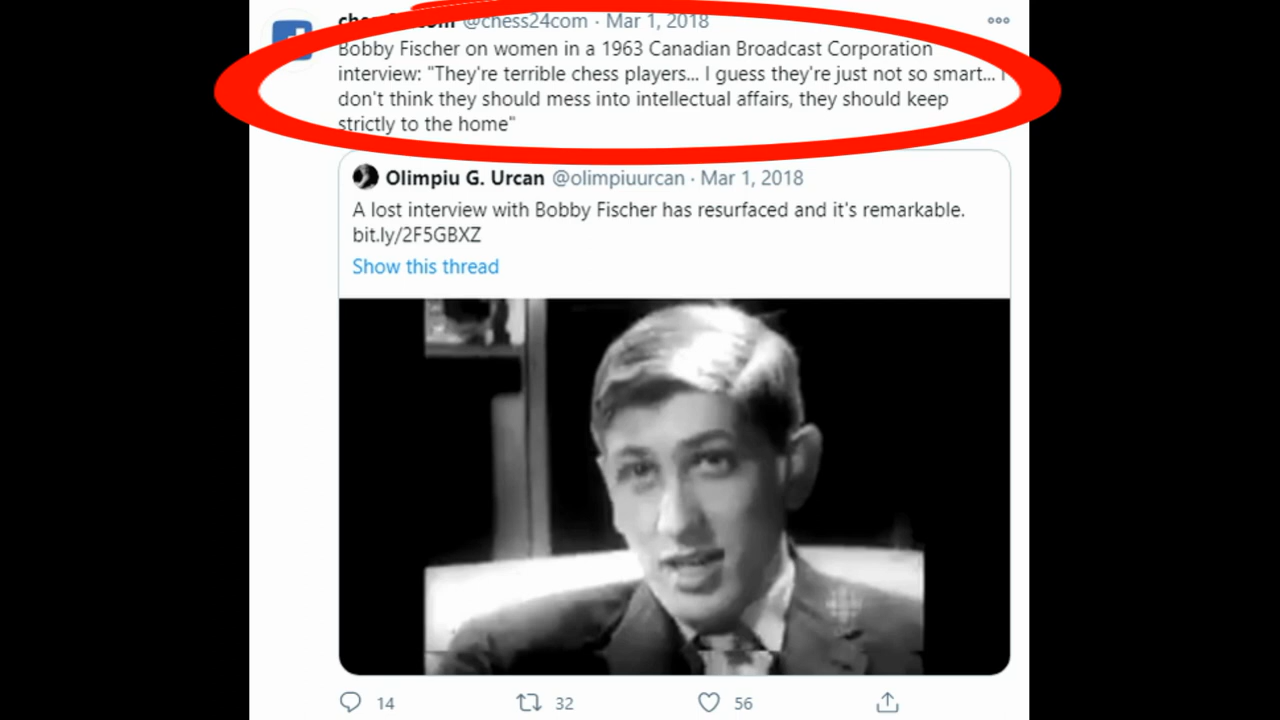 @chess24com · Mar 1, 2018
Bobby Fischer on women in a 1963 Canadian Broadcast Corporation
interview: "They're terrible chess players... I guess they're just not so smart... I
don't think they should mess into intellectual affairs, they should keep
strictly to the home"
Olimpiu G. Urcan @olimpiuurcan · Mar 1, 2018
A lost interview with Bobby Fischer has resurfaced and it's remarkable.
bit.ly/2F5GBXZ
Show this thread
14 32 56